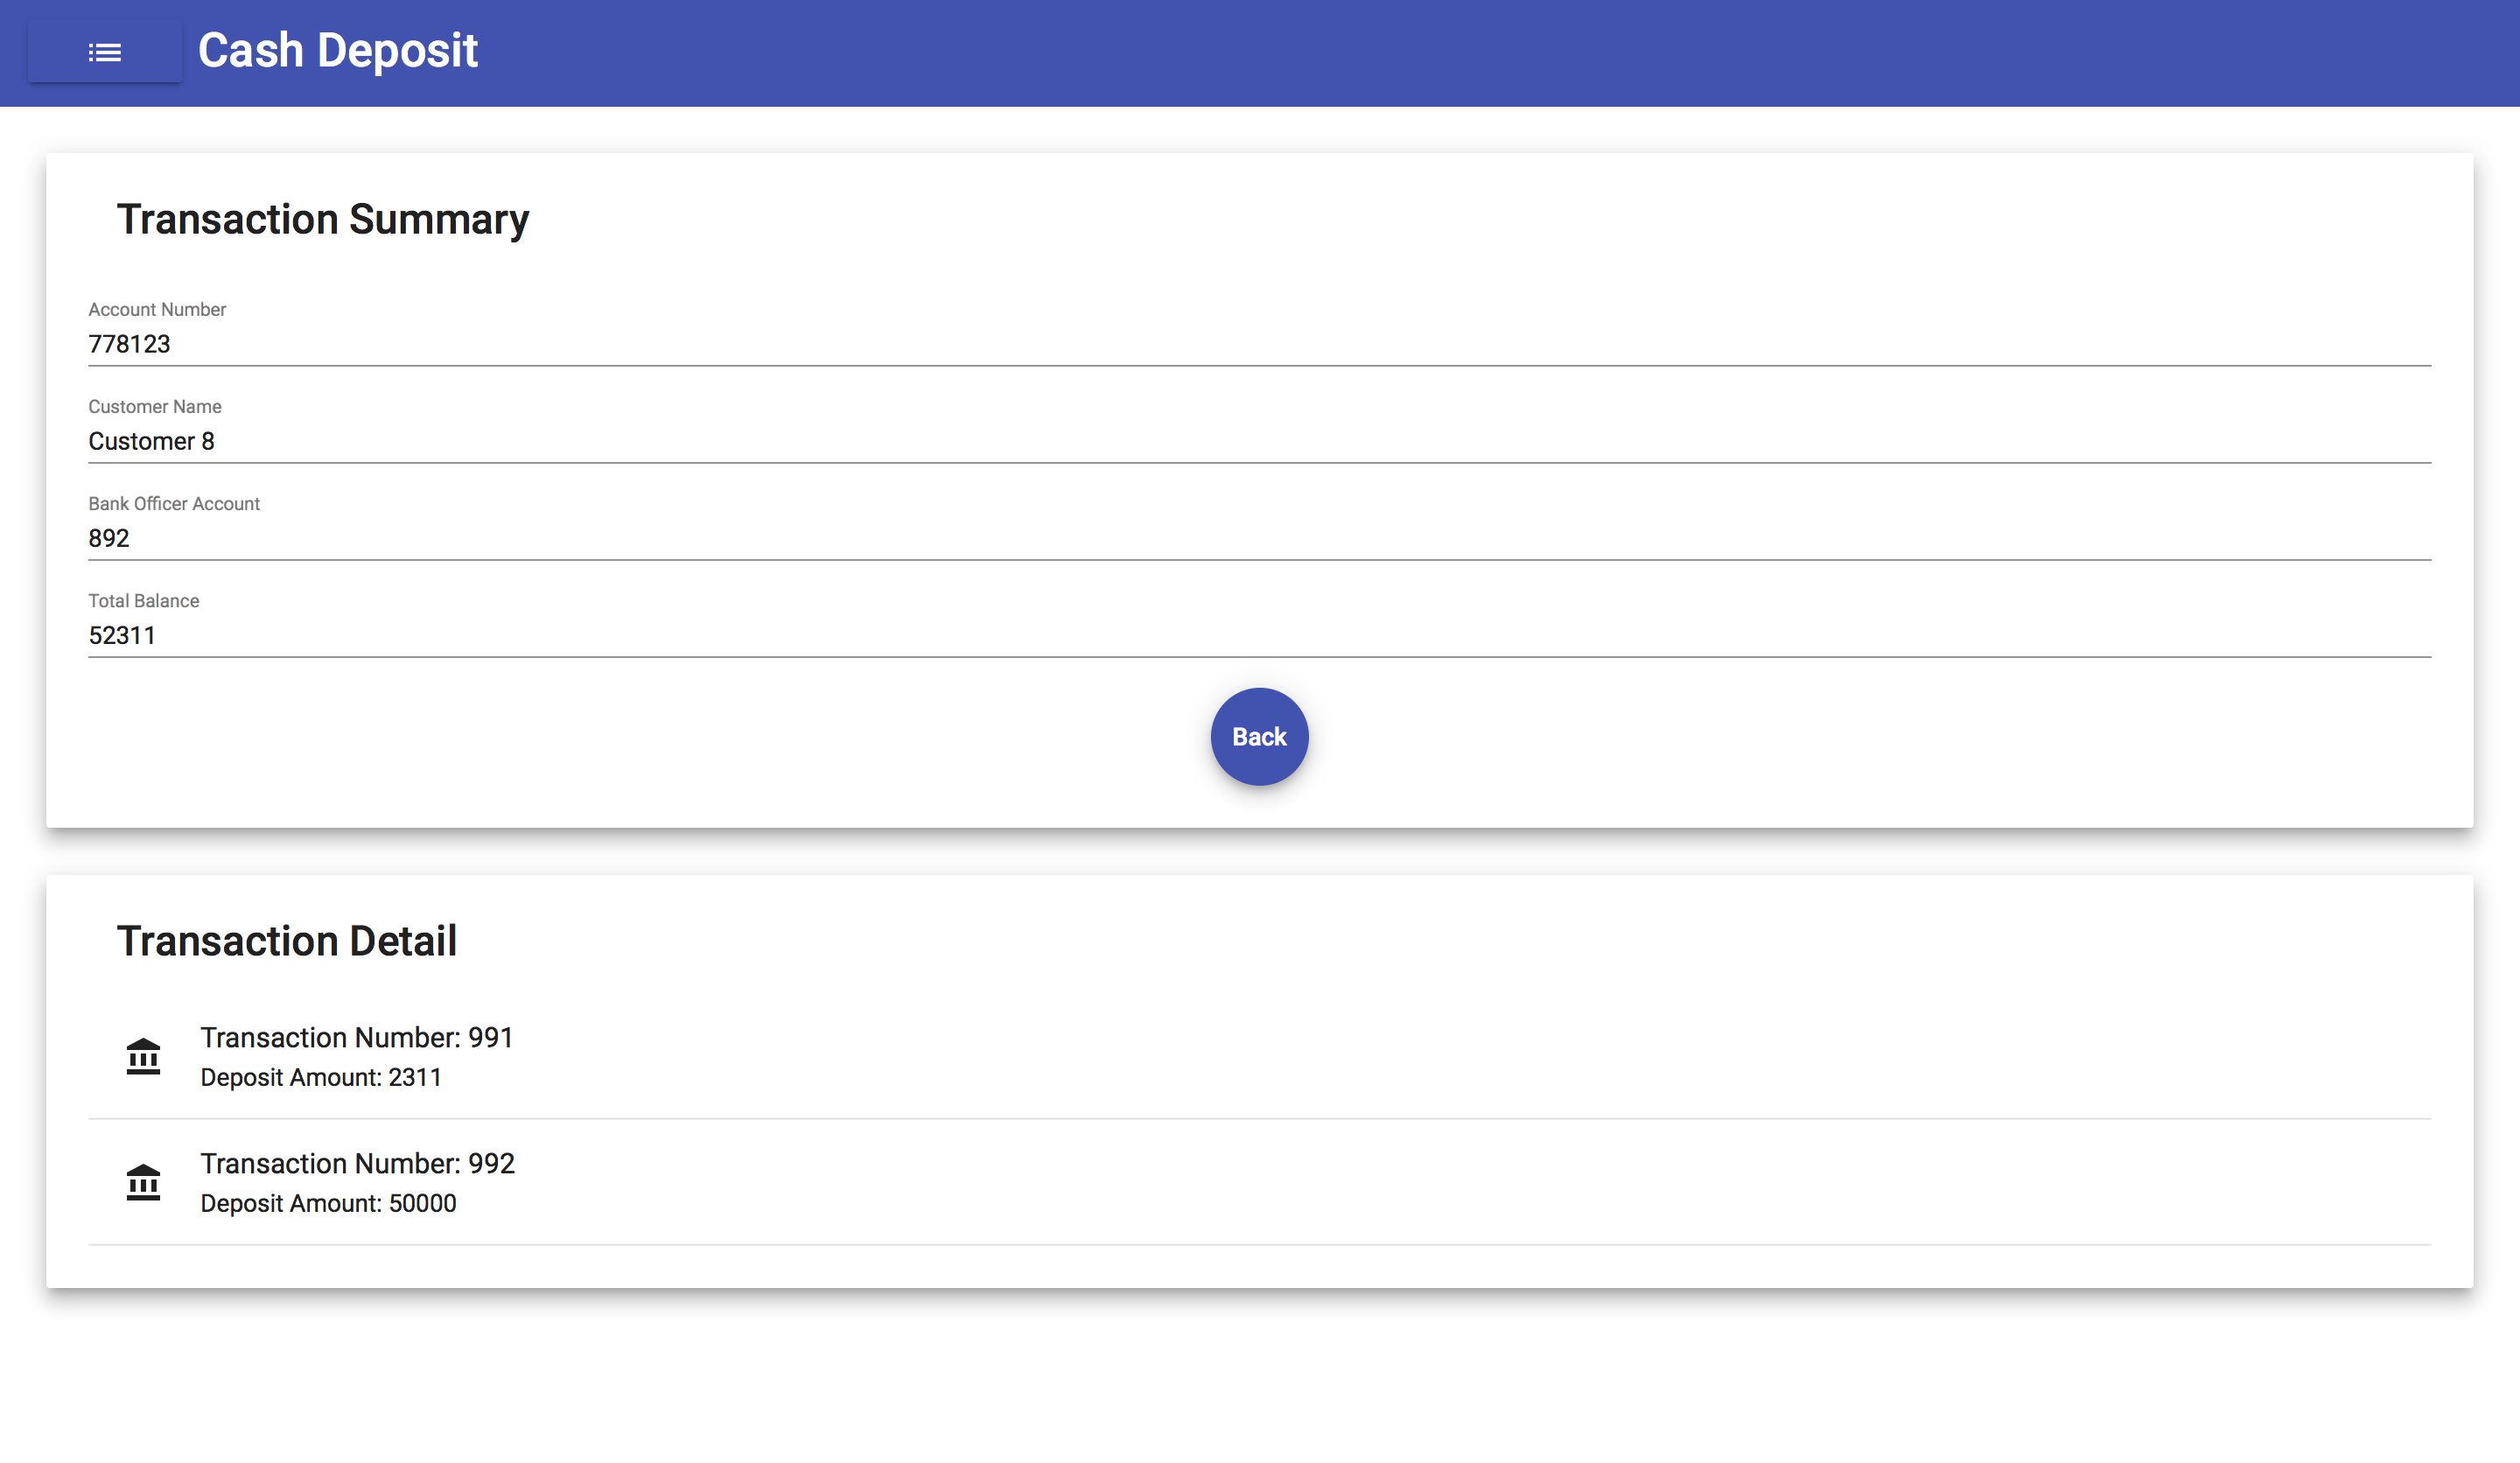 Cash Deposit
Transaction Summary
Account Number
778123
Customer Name
Customer 8
Bank Officer Account
892
Total Balance
52311
Back
Transaction Detail
Transaction Number: 991
Deposit Amount: 2311
Transaction Number: 992
Deposit Amount: 50000